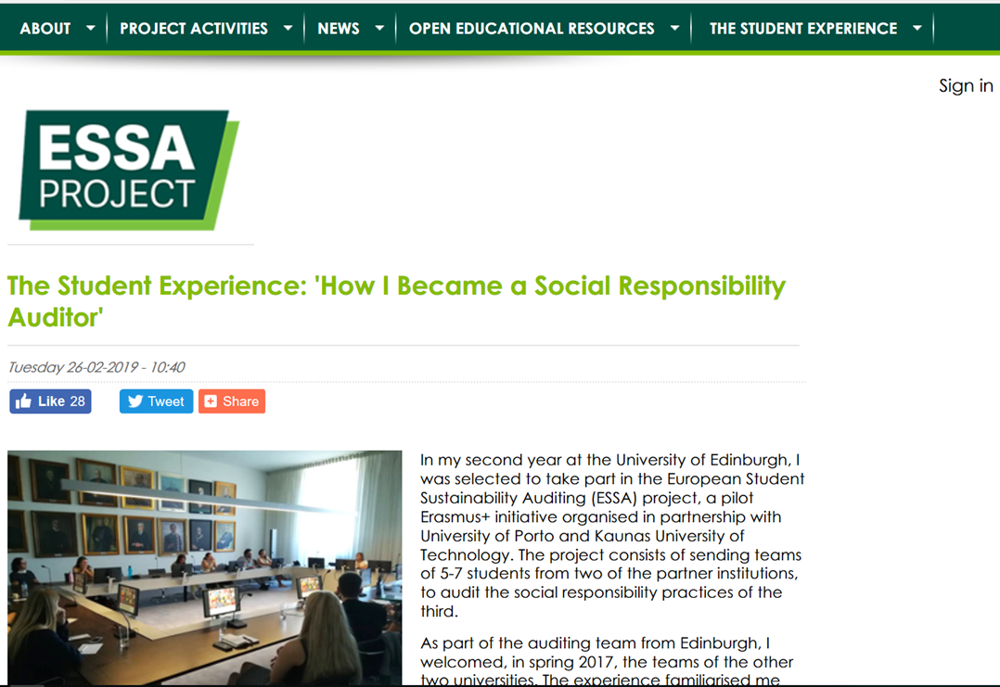 ABOUT PROJECT ACTIVITIES NEWS OPEN EDUCATIONAL RESOURCES THE STUDENT EXPERIENCE
Sign in
ESSA
PROJECT
The Student Experience: 'How I Became a Social Responsibility
Auditor'
Tuesday 26-02-2019 - 10:40
Like 28 Tweet Share
In my second year at the University of Edinburgh, I
was selected to take part in the European Student
Sustainability Auditing (ESSA) project, a pilot
Erasmus+ initiative organised in partnership with
University of Porto and Kaunas University of
Technology. The project consists of sending teams
of 5-7 students from two of the partner institutions,
to audit the social responsibility practices of the
third.
As part of the auditing team from Edinburgh, I
welcomed, in spring 2017, the teams of the other
two universities. The experience familiarised me